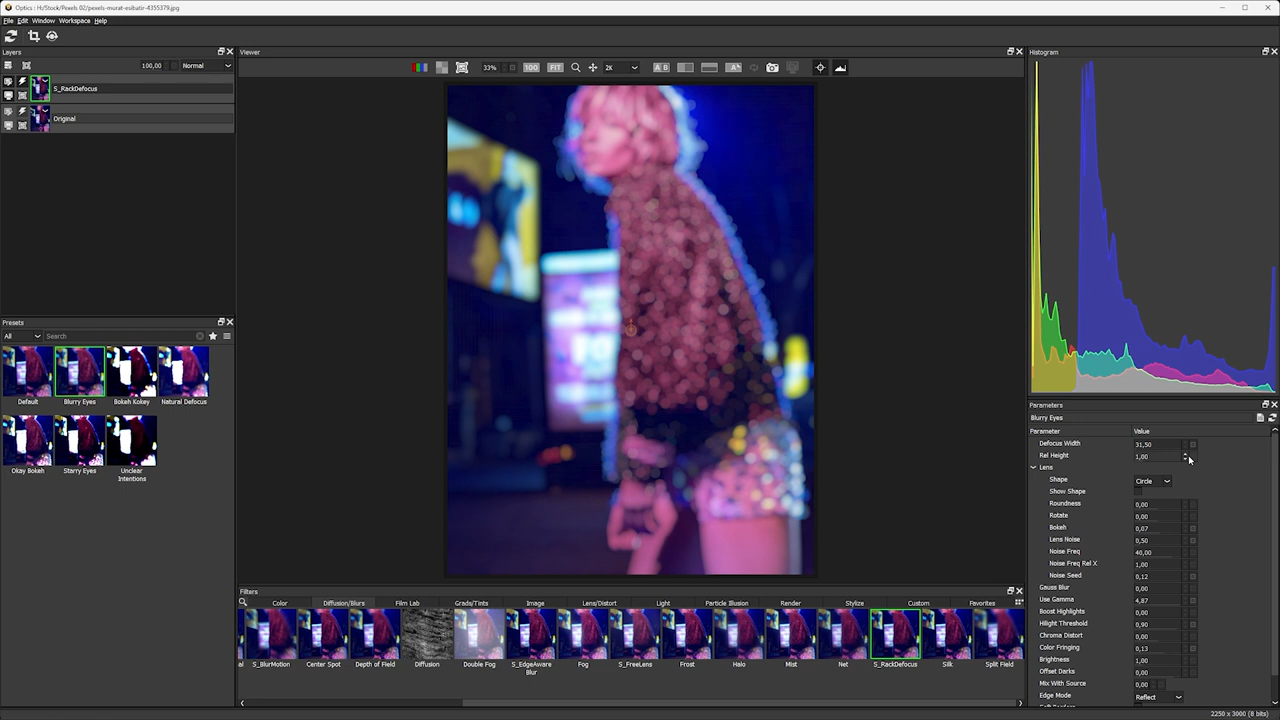 Optics : H:/Stock/Pexels 02/pexels-murat-esibatir-4355379.jpg
File Edit Window Workspace Help
Layers
100,00 Normal
S_RackDefocus
Original
Presets
All Search
Default Blurry Eyes Bokeh Kokey Natural Defocus
Okay Bokeh Starry Eyes Unclear Intentions
Viewer
33% 100 FIT 2K A B
Filters
Color Diffusion/Blurs Film Lab Grads/Tints Image Lens/Distort Light Particle Illusion Render Stylize Custom Favorites
al S_BlurMotion Center Spot Depth of Field Diffusion Double Fog S_EdgeAware Blur Fog S_FreeLens Frost Halo Mist Net S_RackDefocus Silk Split Field
Histogram
Parameters
Blurry Eyes
Parameter Value
Defocus Width 31,50
Rel Height 1,00
Lens
Shape Circle
Show Shape
Roundness 0,00
Rotate 0,00
Bokeh 0,07
Lens Noise 0,50
Noise Freq 40,00
Noise Freq Rel X 1,00
Noise Seed 0,12
Gauss Blur 0,00
Use Gamma 4,87
Boost Highlights 0,00
Hilight Threshold 0,90
Chroma Distort 0,00
Color Fringing 0,13
Brightness 1,00
Offset Darks 0,00
Mix With Source 0,00
Edge Mode Reflect
2250 x 3000 (8 bits)